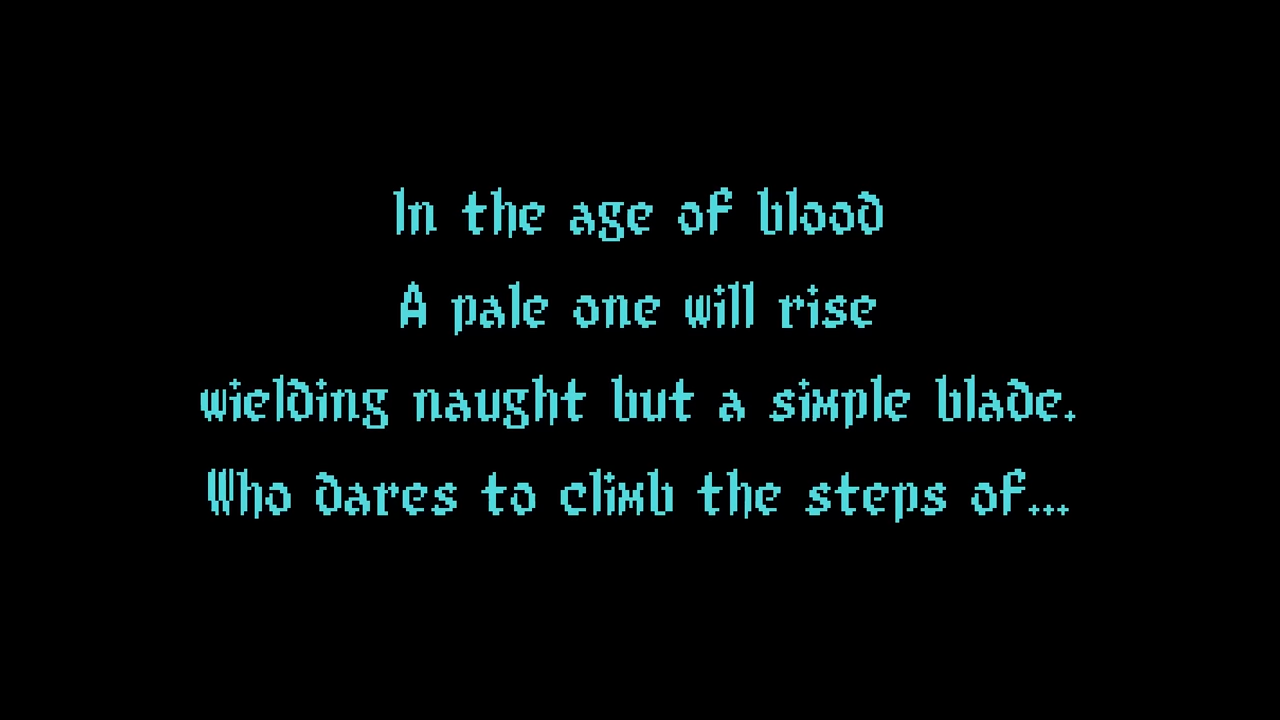 In the age of blood
A pale one will rise
wielding naught but a simple blade.
Who dares to climb the steps of...